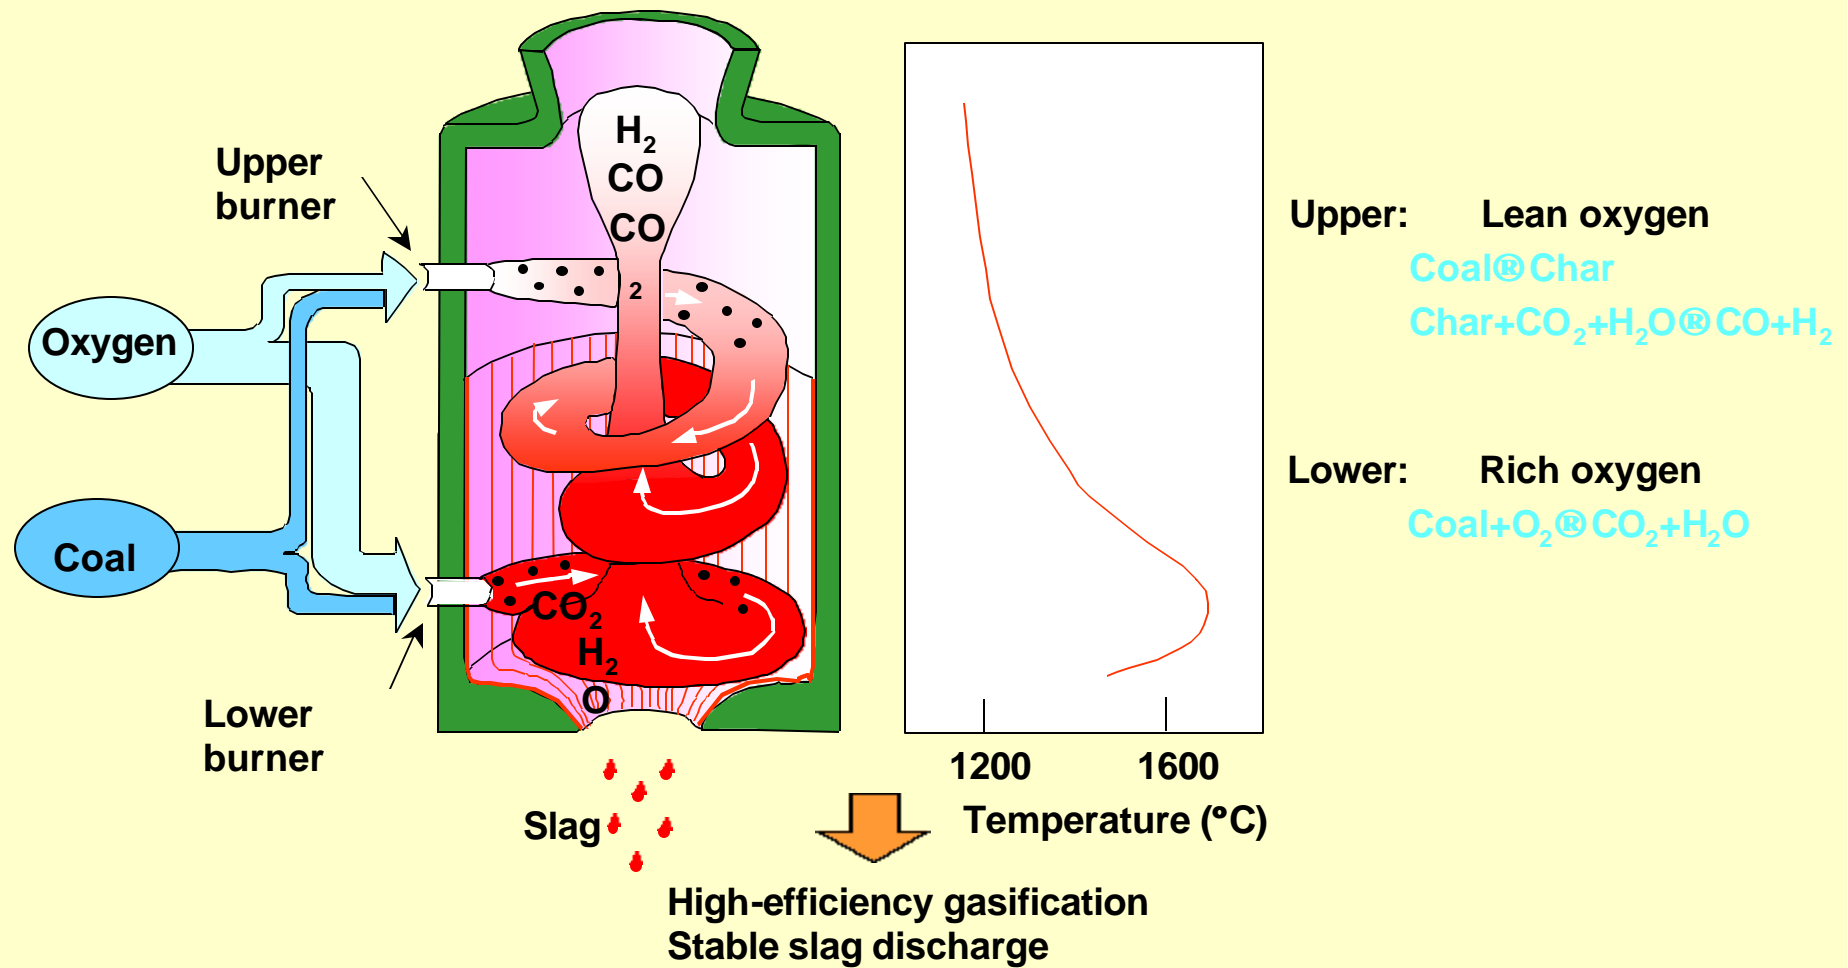 H2
CO
CO
2
Upper
burner
Oxygen
Coal
CO2
H2
O
Lower
burner
Slag
1200 1600
Temperature (°C)
Upper: Lean oxygen
Coal®Char
Char+CO2+H2O®CO+H2
Lower: Rich oxygen
Coal+O2®CO2+H2O
High-efficiency gasification
Stable slag discharge